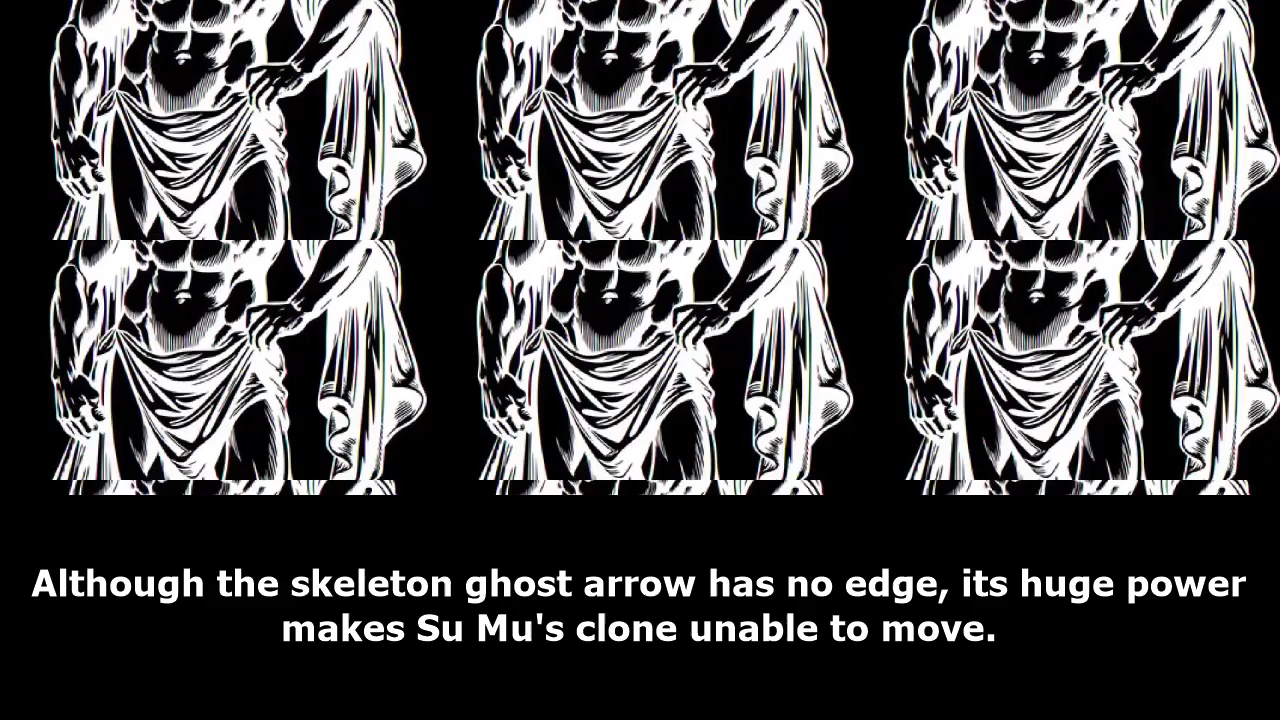 Although the skeleton ghost arrow has no edge, its huge power
makes Su Mu's clone unable to move.